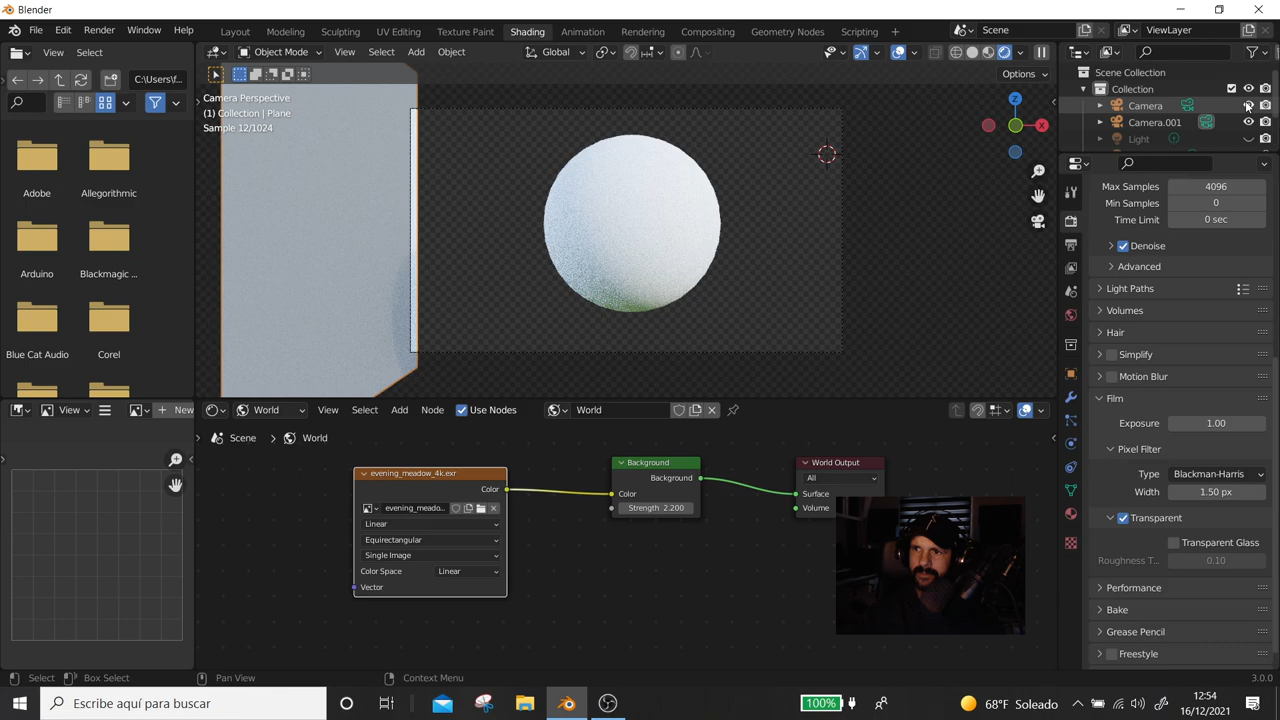 Blender
File Edit Render Window Help
Layout Modeling Sculpting UV Editing Texture Paint Shading Animation Rendering Compositing Geometry Nodes Scripting +
Scene ViewLayer
View Select
Object Mode View Select Add Object Global
C:\Users\f...
Options
Camera Perspective
(1) Collection | Plane
Sample 12/1024
Z
X
Adobe Allegorithmic
Arduino Blackmagic ...
Blue Cat Audio Corel
Scene Collection
Collection
Camera
Camera.001
Light
Max Samples 4096
Min Samples 0
Time Limit 0 sec
Denoise
Advanced
Light Paths
Volumes
Hair
Simplify
Motion Blur
Film
Exposure 1.00
Pixel Filter
Type Blackman-Harris
Width 1.50 px
Transparent
Transparent Glass
Roughness T... 0.10
Performance
Bake
Grease Pencil
Freestyle
View + New
World View Select Add Node Use Nodes World
Scene > World
evening_meadow_4k.exr
Color
evening_meado...
Linear
Equirectangular
Single Image
Color Space Linear
Vector
Background
Background
Color
Strength 2.200
World Output
All
Surface
Volume
Select Box Select Pan View Context Menu 3.0.0
Escribe aquí para buscar
100%
68°F Soleado
12:54
16/12/2021